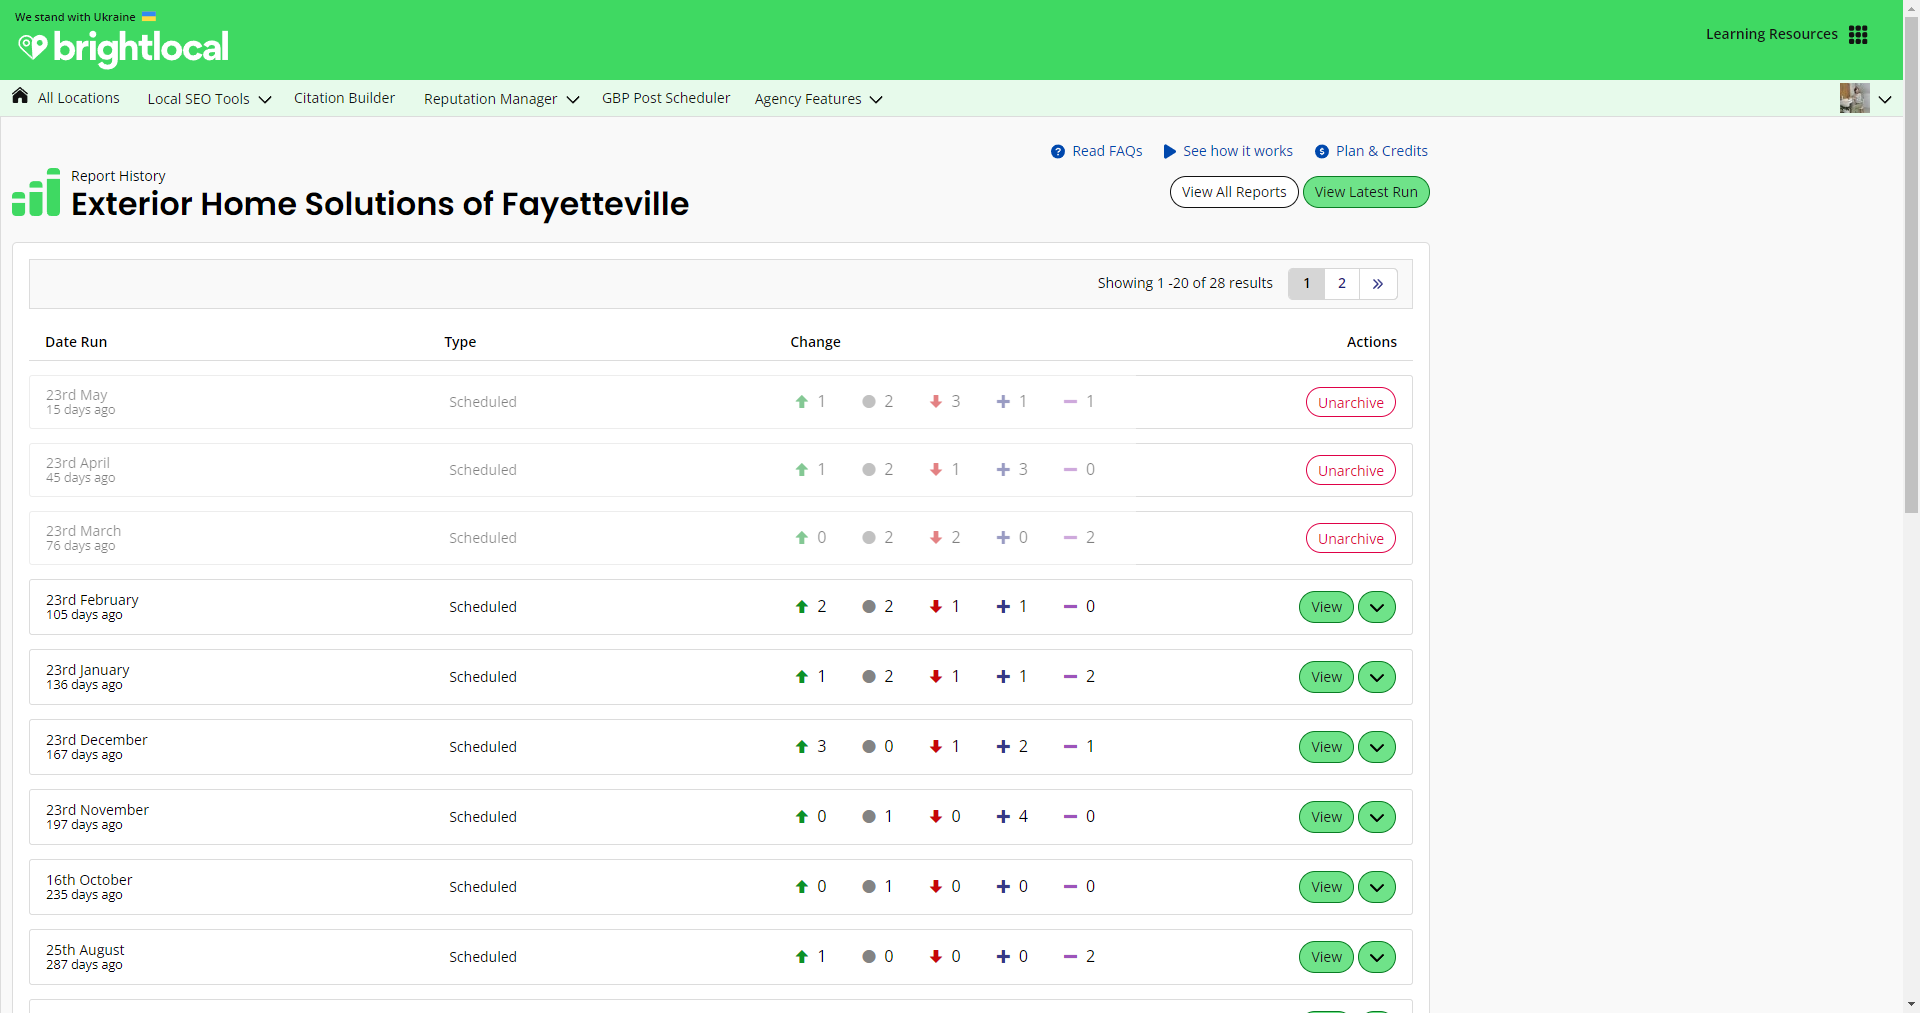 We stand with Ukraine
brightlocal
Learning Resources
All Locations Local SEO Tools Citation Builder Reputation Manager GBP Post Scheduler Agency Features
Read FAQs See how it works Plan & Credits
Report History
Exterior Home Solutions of Fayetteville
View All Reports View Latest Run
Showing 1 -20 of 28 results 1 2 »
Date Run Type Change Actions
23rd May
15 days ago
Scheduled 1 2 3 1 1 Unarchive
23rd April
45 days ago
Scheduled 1 2 1 3 0 Unarchive
23rd March
76 days ago
Scheduled 0 2 2 0 2 Unarchive
23rd February
105 days ago
Scheduled 2 2 1 1 0 View
23rd January
136 days ago
Scheduled 1 2 1 1 2 View
23rd December
167 days ago
Scheduled 3 0 1 2 1 View
23rd November
197 days ago
Scheduled 0 1 0 4 0 View
16th October
235 days ago
Scheduled 0 1 0 0 0 View
25th August
287 days ago
Scheduled 1 0 0 0 2 View